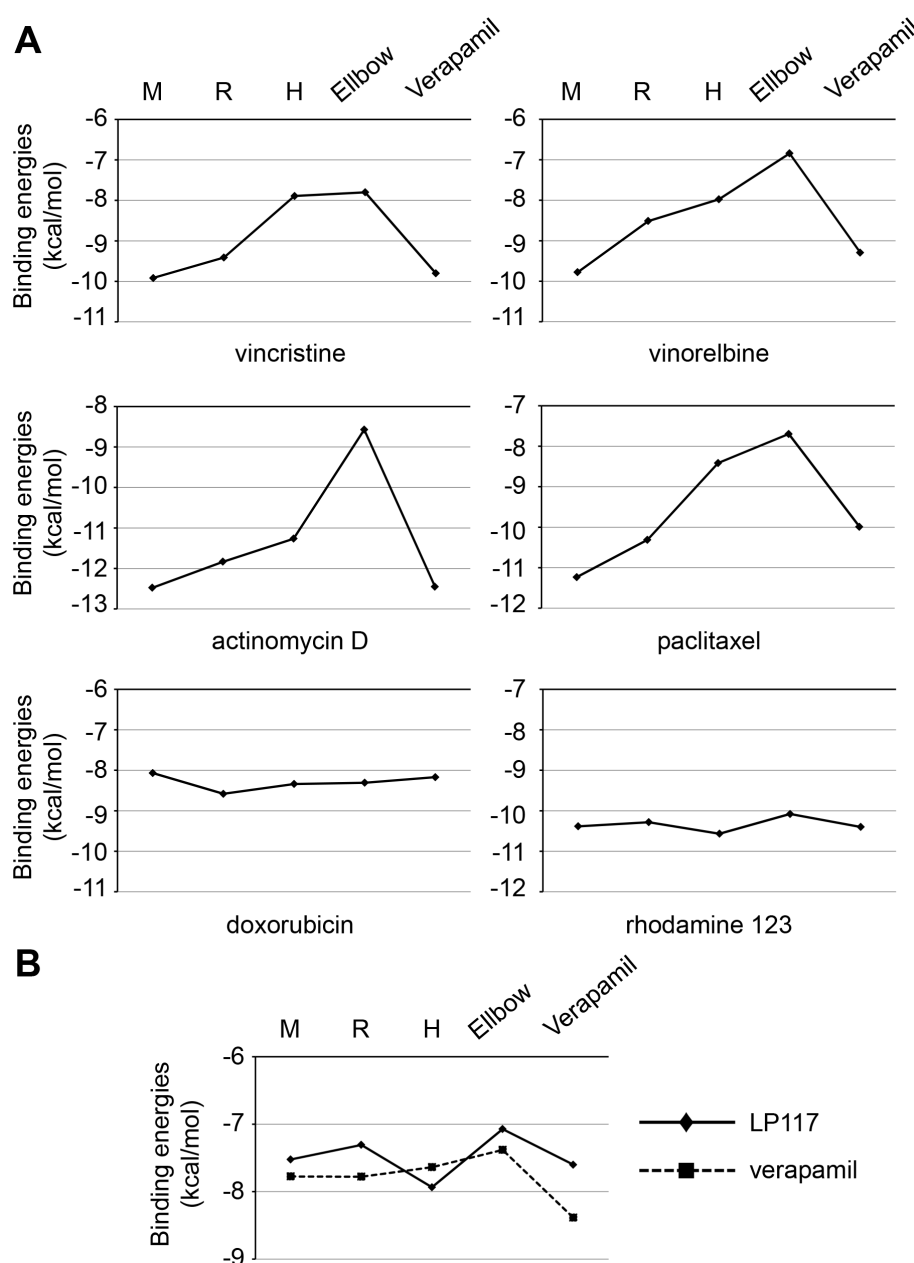 A
M R H Ellbow Verapamil
M R H Ellbow Verapamil
Binding energies
(kcal/mol)
-6
-7
-8
-9
-10
-11
vincristine
-6
-7
-8
-9
-10
-11
vinorelbine
Binding energies
(kcal/mol)
-8
-9
-10
-11
-12
-13
actinomycin D
-7
-8
-9
-10
-11
-12
paclitaxel
Binding energies
(kcal/mol)
-6
-7
-8
-9
-10
-11
doxorubicin
-7
-8
-9
-10
-11
-12
rhodamine 123
B
M R H Ellbow Verapamil
Binding energies
(kcal/mol)
-6
-7
-8
-9
LP117
verapamil